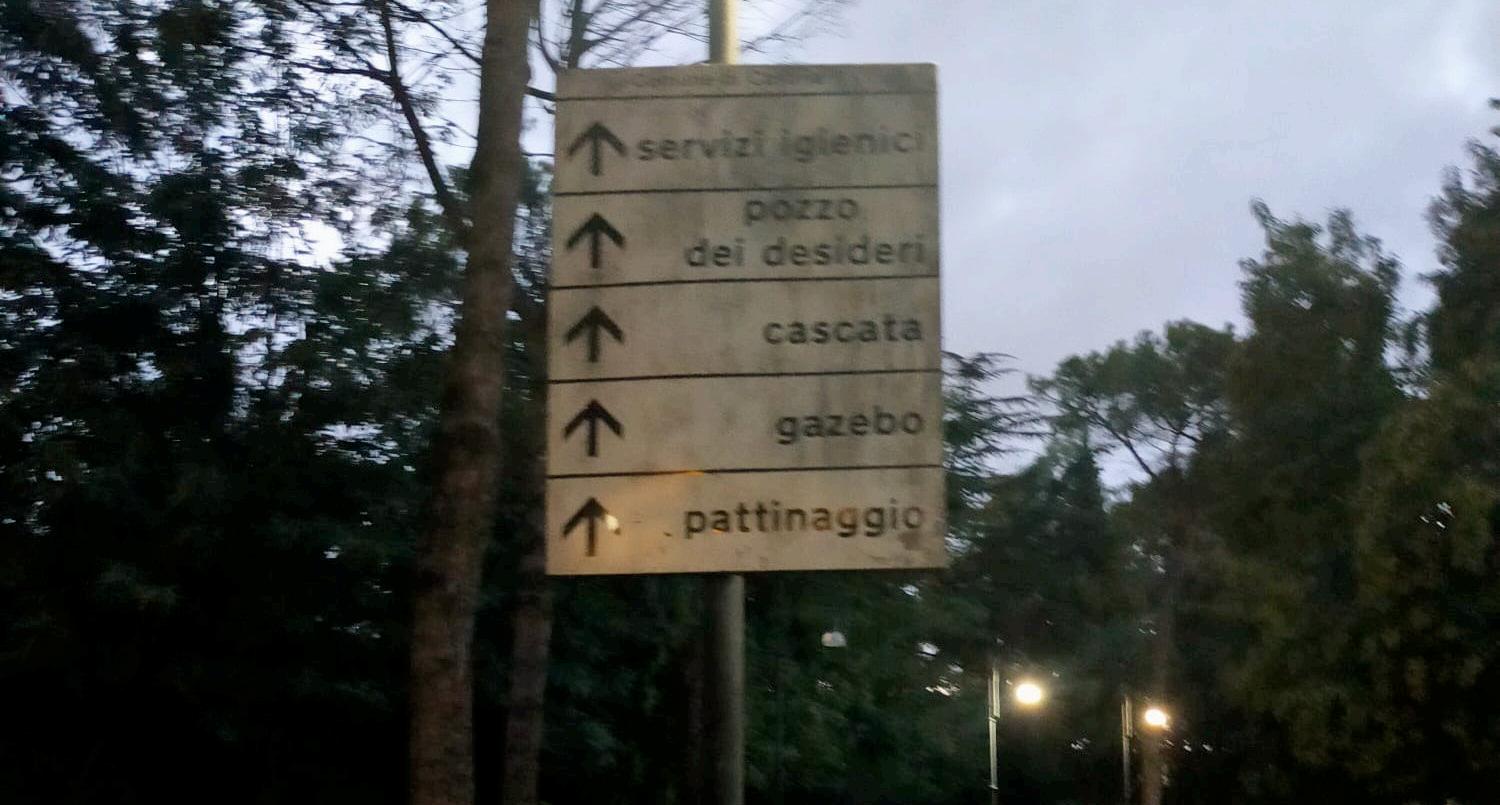 servizi igienici
pozzo
dei desideri
cascata
gazebo
pattinaggio